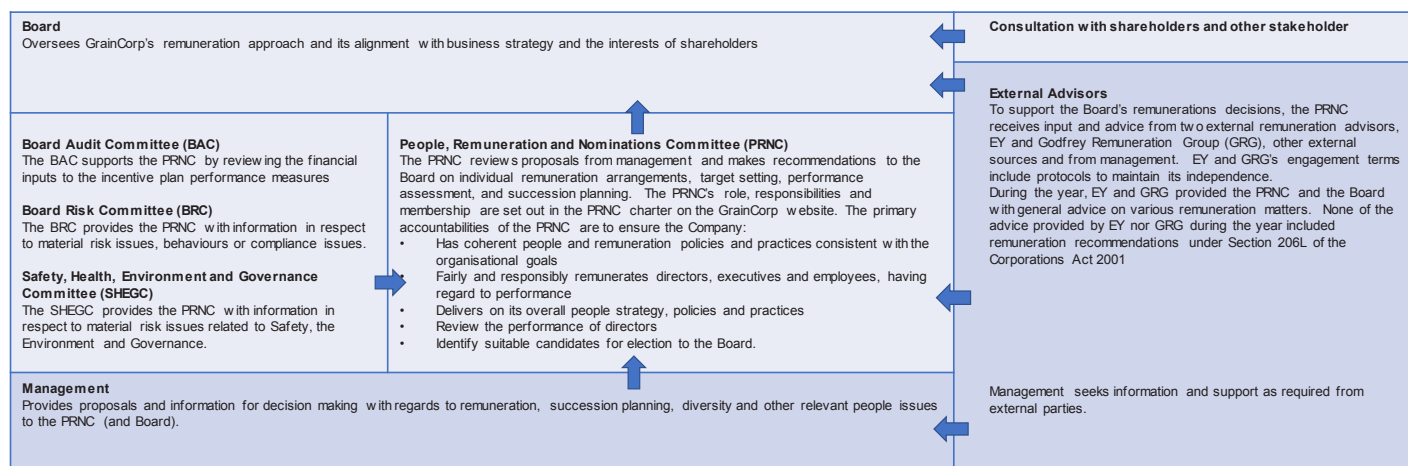 Board
Oversees GrainCorp's remuneration approach and its alignment with business strategy and the interests of shareholders
Consultation with shareholders and other stakeholder
Board Audit Committee (BAC)
The BAC supports the PRNC by reviewing the financial
inputs to the incentive plan performance measures
Board Risk Committee (BRC)
The BRC provides the PRNC with information in respect
to material risk issues, behaviours or compliance issues.
Safety, Health, Environment and Governance
Committee (SHEGC)
The SHEGC provides the PRNC with information in
respect to material risk issues related to Safety, the
Environment and Governance.
People, Remuneration and Nominations Committee (PRNC)
The PRNC reviews proposals from management and makes recommendations to the
Board on individual remuneration arrangements, target setting, performance
assessment, and succession planning. The PRNC's role, responsibilities and
membership are set out in the PRNC charter on the GrainCorp website. The primary
accountabilities of the PRNC are to ensure the Company:
• Has coherent people and remuneration policies and practices consistent with the
organisational goals
• Fairly and responsibly remunerates directors, executives and employees, having
regard to performance
• Delivers on its overall people strategy, policies and practices
• Review the performance of directors
• Identify suitable candidates for election to the Board.
External Advisors
To support the Board's remunerations decisions, the PRNC
receives input and advice from two external remuneration advisors,
EY and Godfrey Remuneration Group (GRG), other external
sources and from management. EY and GRG's engagement terms
include protocols to maintain its independence.
During the year, EY and GRG provided the PRNC and the Board
with general advice on various remuneration matters. None of the
advice provided by EY nor GRG during the year included
remuneration recommendations under Section 206L of the
Corporations Act 2001
Management
Provides proposals and information for decision making with regards to remuneration, succession planning, diversity and other relevant people issues
to the PRNC (and Board).
Management seeks information and support as required from
external parties.